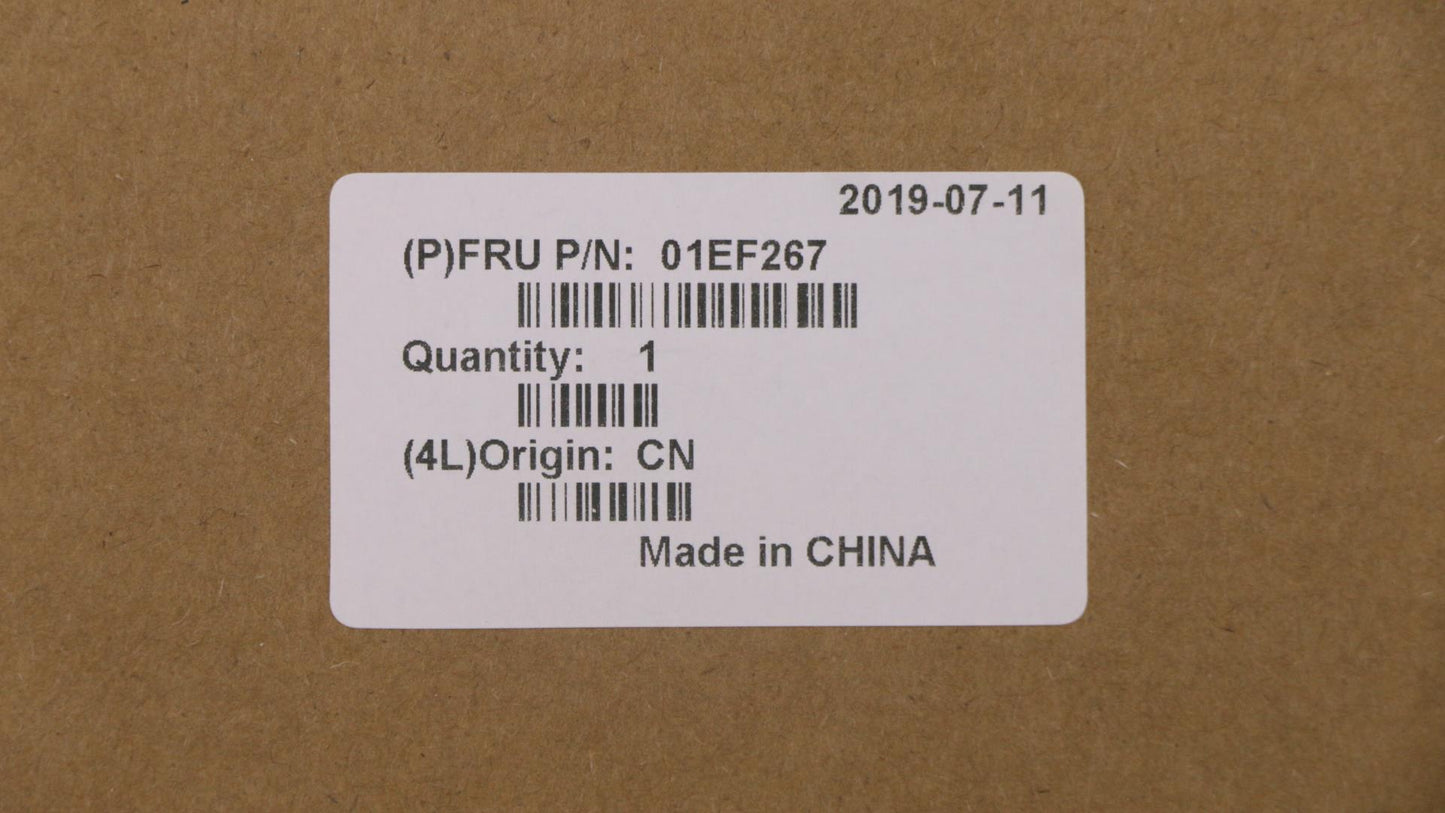 2019-07-11
(P)FRU P/N: 01EF267
Quantity: 1
(4L)Origin: CN
Made in CHINA